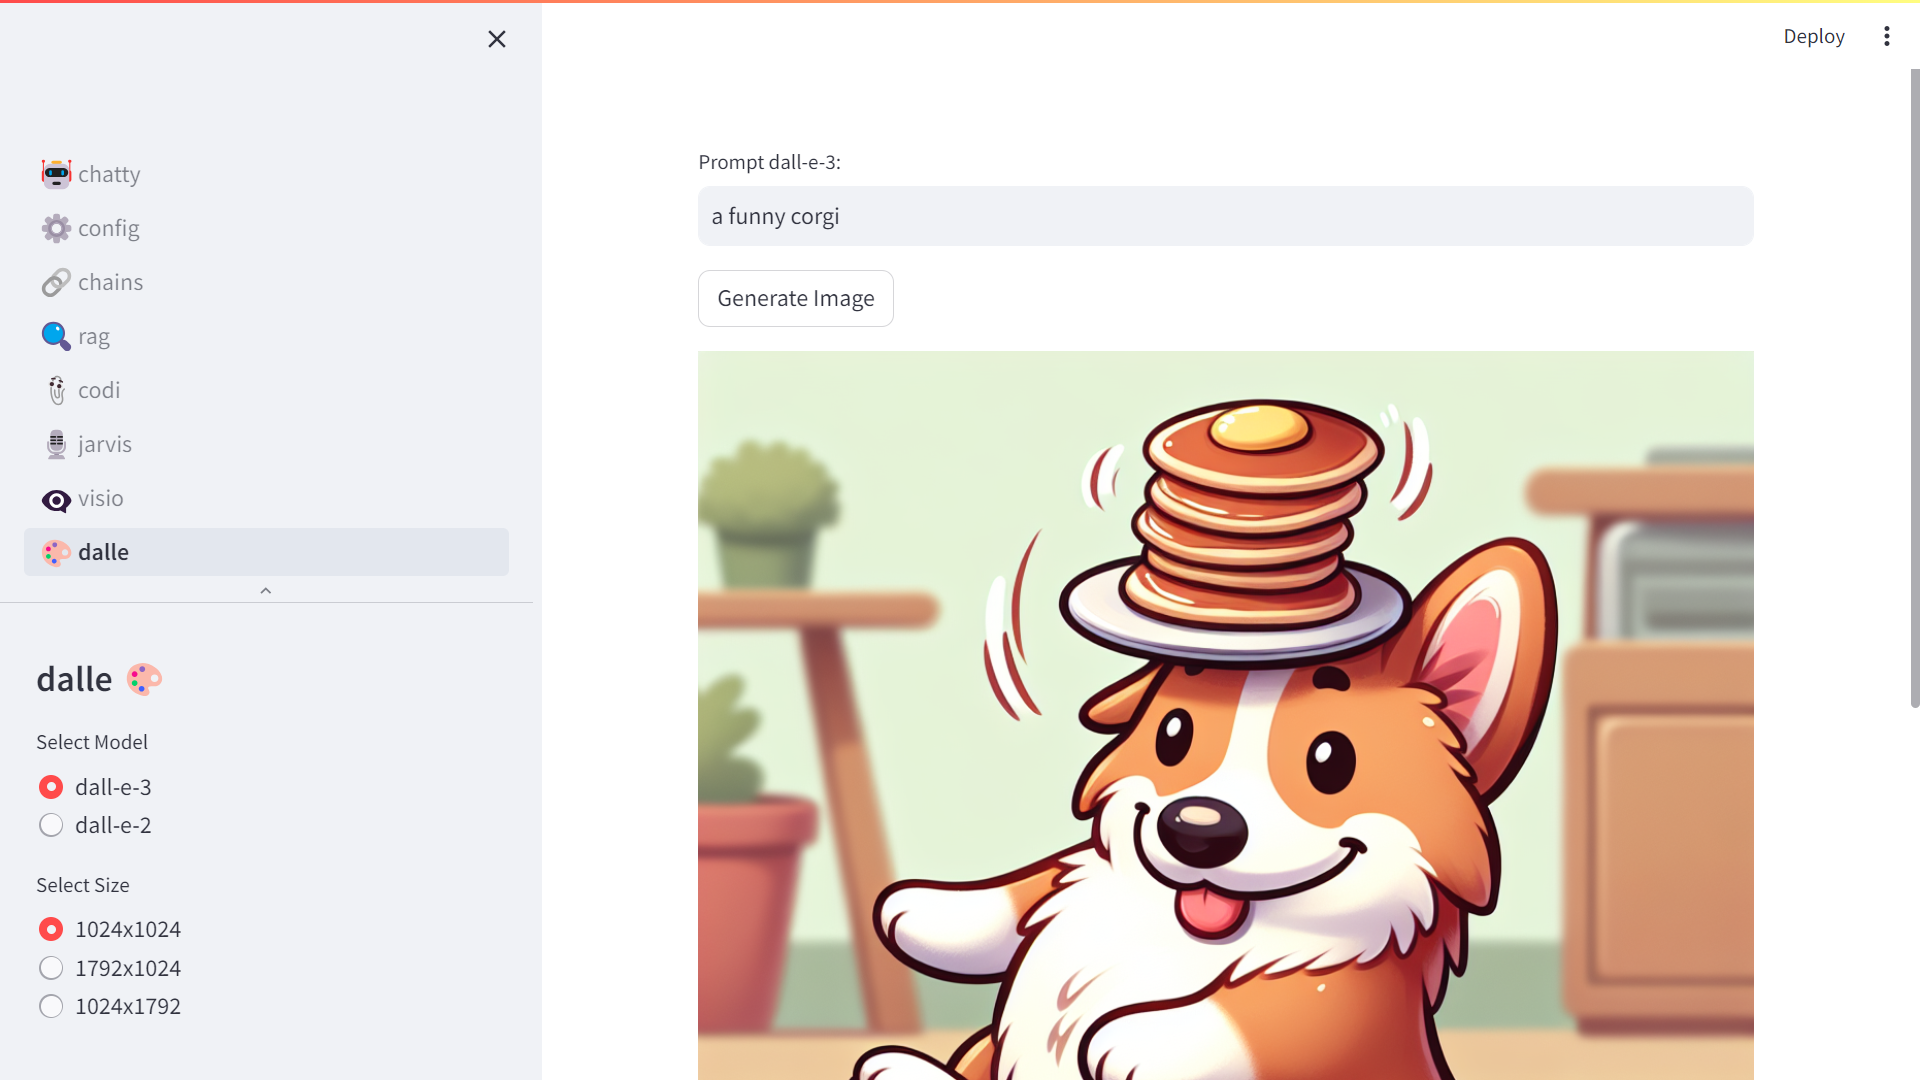 Deploy
chatty
config
chains
rag
codi
jarvis
visio
dalle
dalle
Select Model
dall-e-3
dall-e-2
Select Size
1024x1024
1792x1024
1024x1792
Prompt dall-e-3:
a funny corgi
Generate Image